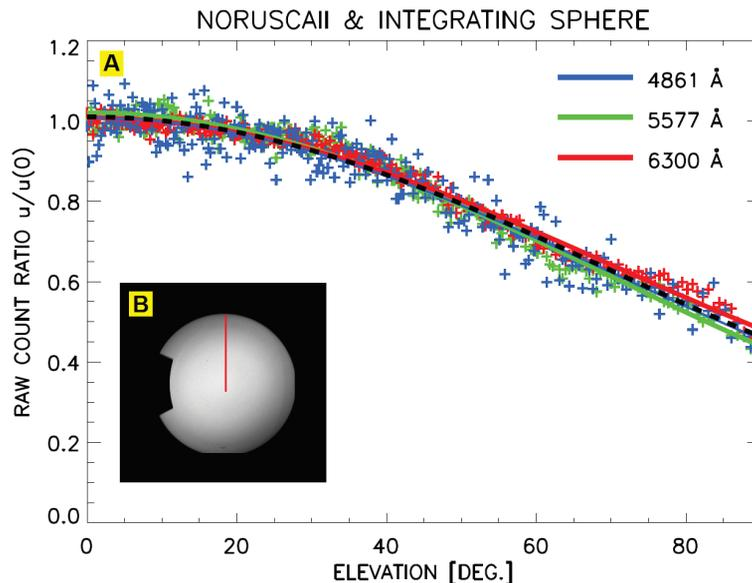 NORUSCAII & INTEGRATING SPHERE
A
4861 Å
5577 Å
6300 Å
B
RAW COUNT RATIO u/u(0)
1.2
1.0
0.8
0.6
0.4
0.2
0.0
0 20 40 60 80
ELEVATION [DEG.]